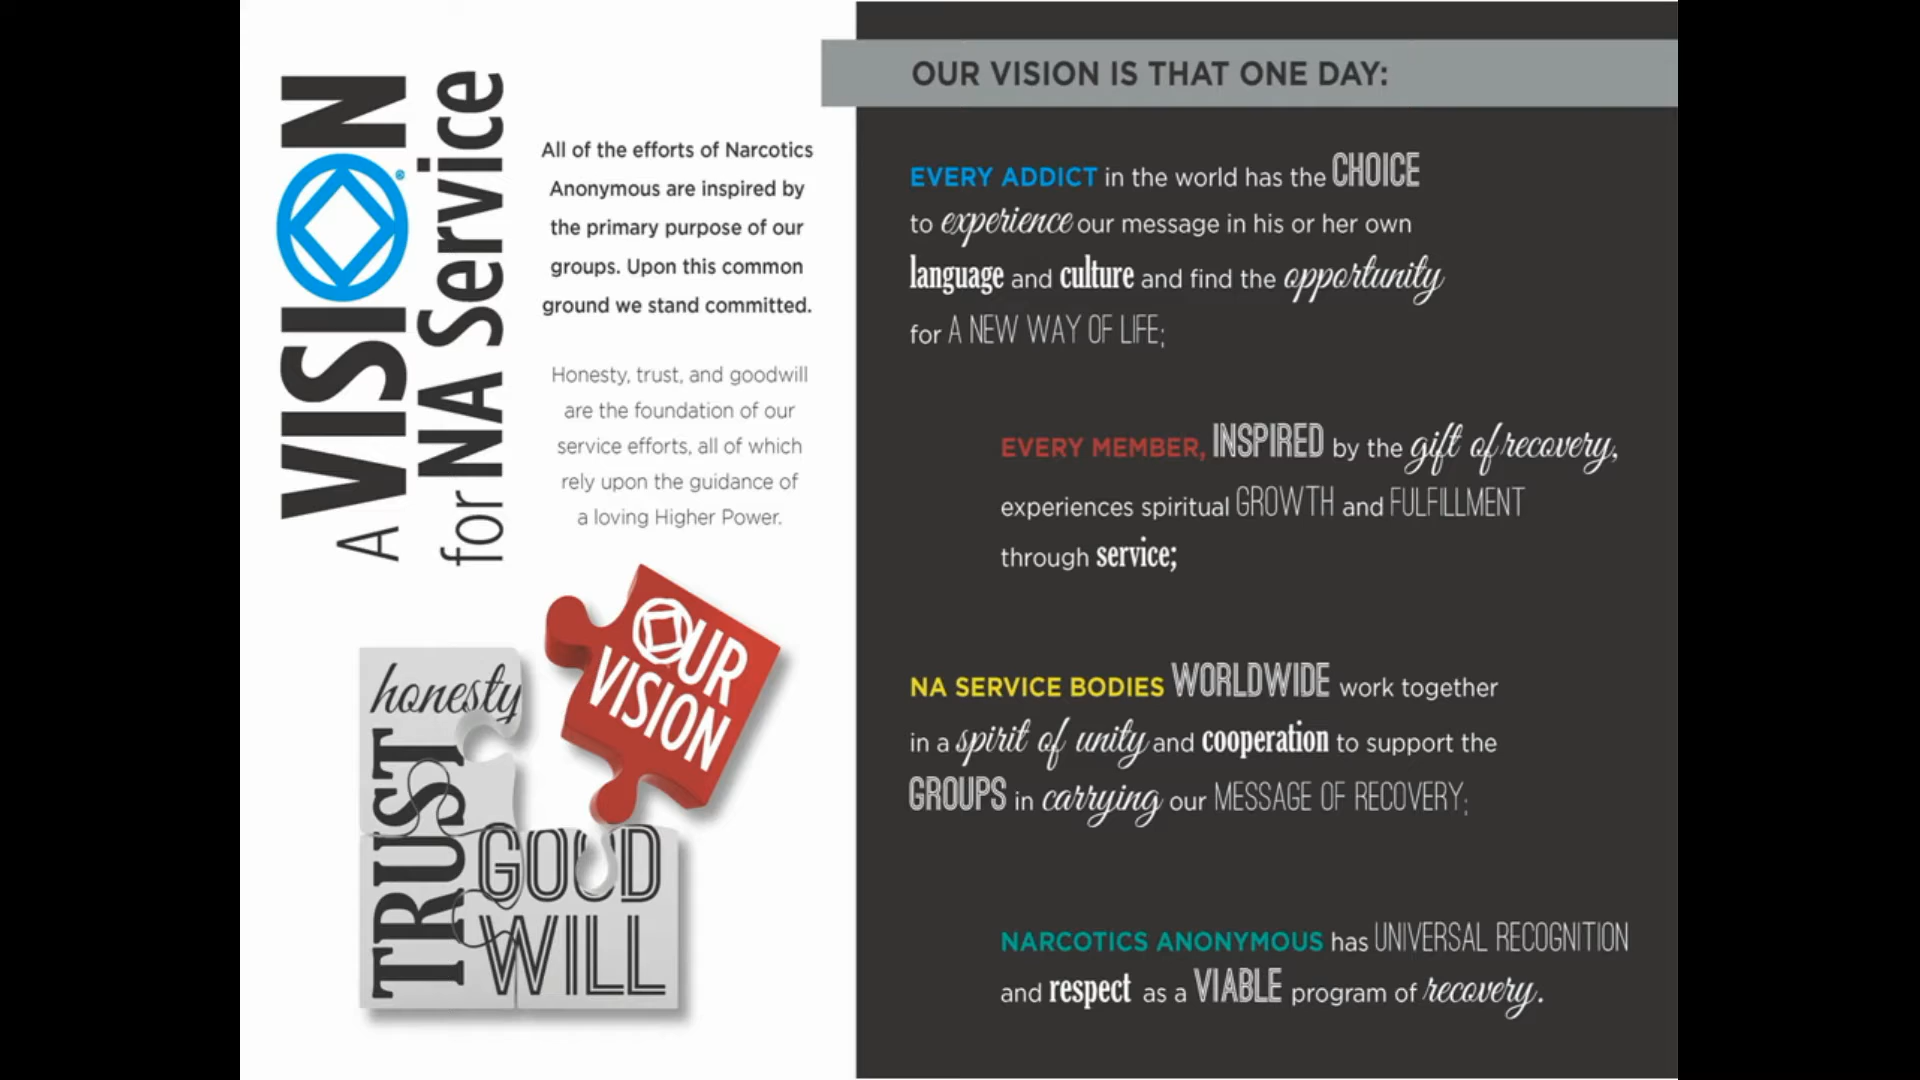 A VISION®
for NA Service
All of the efforts of Narcotics
Anonymous are inspired by
the primary purpose of our
groups. Upon this common
ground we stand committed.
Honesty, trust, and goodwill
are the foundation of our
service efforts, all of which
rely upon the guidance of
a loving Higher Power.
OUR
VISION
honesty
TRUST
GOOD
WILL
OUR VISION IS THAT ONE DAY:
EVERY ADDICT in the world has the CHOICE
to experience our message in his or her own
language and culture and find the opportunity
for A NEW WAY OF LIFE;
EVERY MEMBER, INSPIRED by the gift of recovery,
experiences spiritual GROWTH and FULFILLMENT
through service;
NA SERVICE BODIES WORLDWIDE work together
in a spirit of unity and cooperation to support the
GROUPS in carrying our MESSAGE OF RECOVERY;
NARCOTICS ANONYMOUS has UNIVERSAL RECOGNITION
and respect as a VIABLE program of recovery.